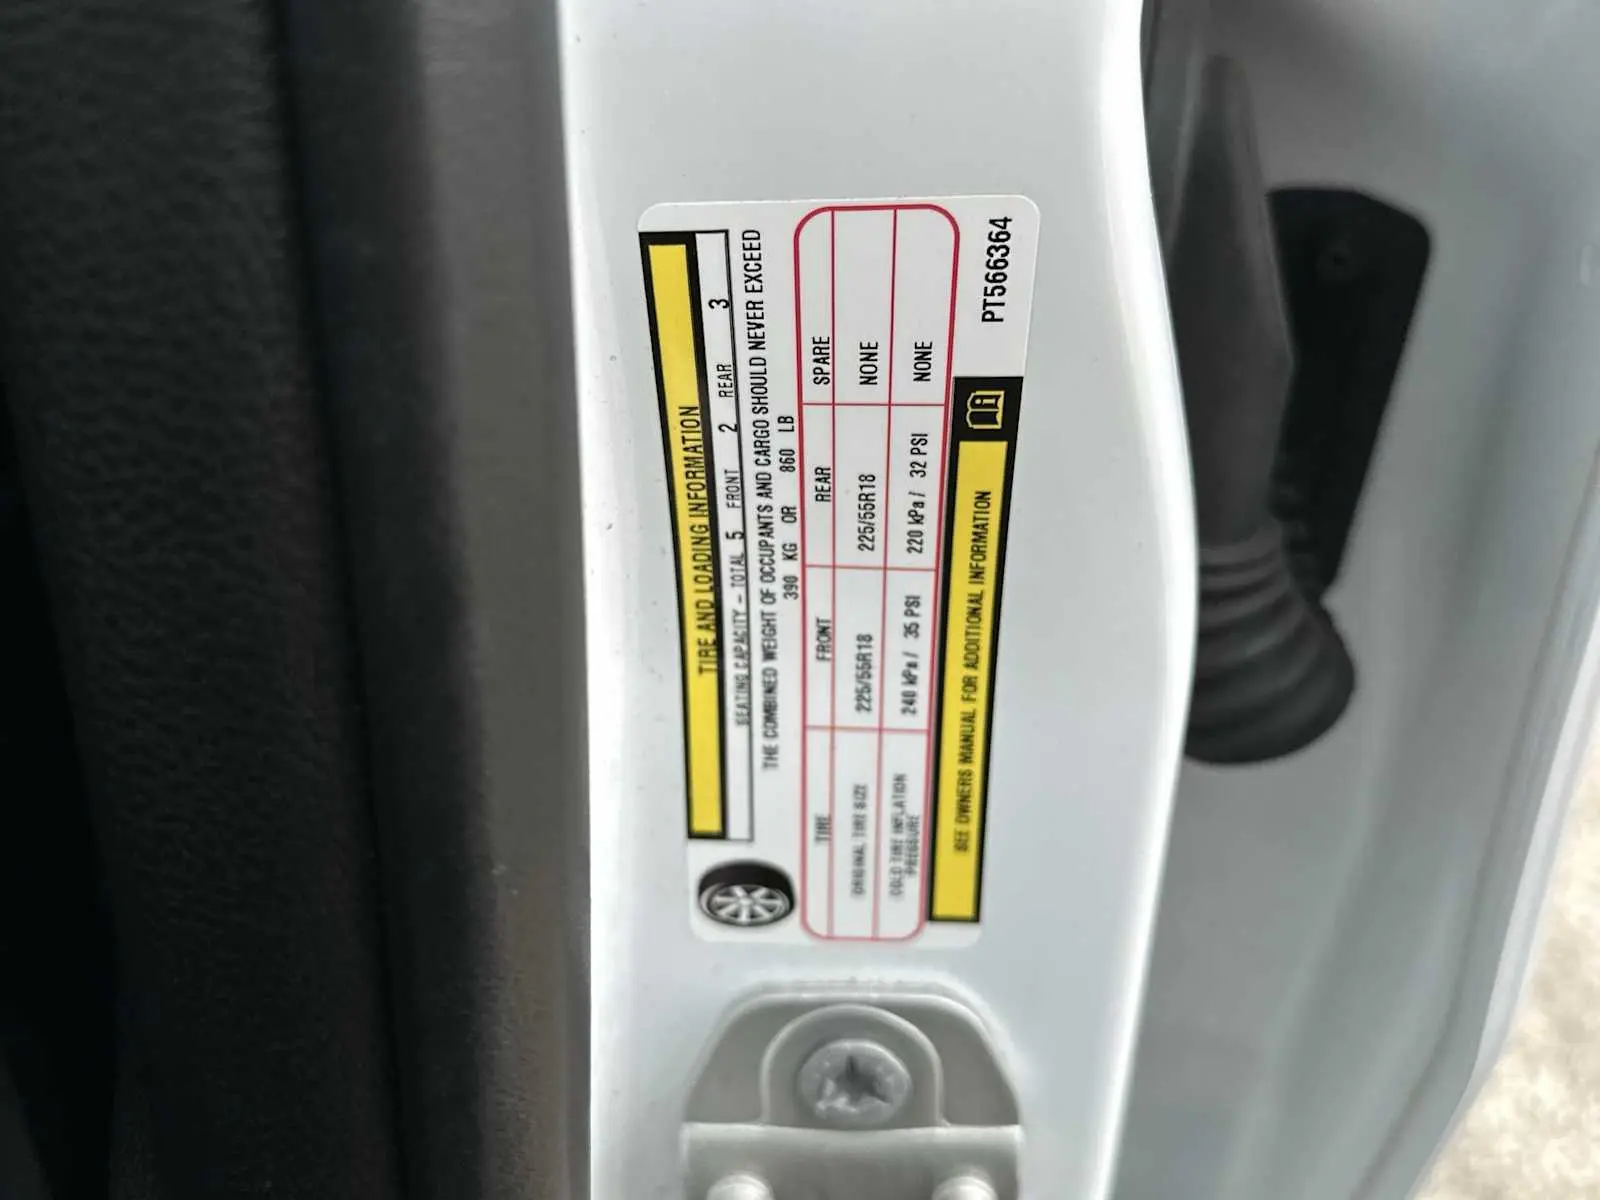 TIRE AND LOADING INFORMATION
SEATING CAPACITY - TOTAL 5 FRONT 2 REAR 3
THE COMBINED WEIGHT OF OCCUPANTS AND CARGO SHOULD NEVER EXCEED
390 KG OR 860 LB
TIRE FRONT REAR SPARE
ORIGINAL TIRE SIZE 225/55R18 225/55R18 NONE
COLD TIRE INFLATION
PRESSURE 240 kPa/ 35 PSI 220 kPa/ 32 PSI NONE
SEE OWNERS MANUAL FOR ADDITIONAL INFORMATION
PT566364